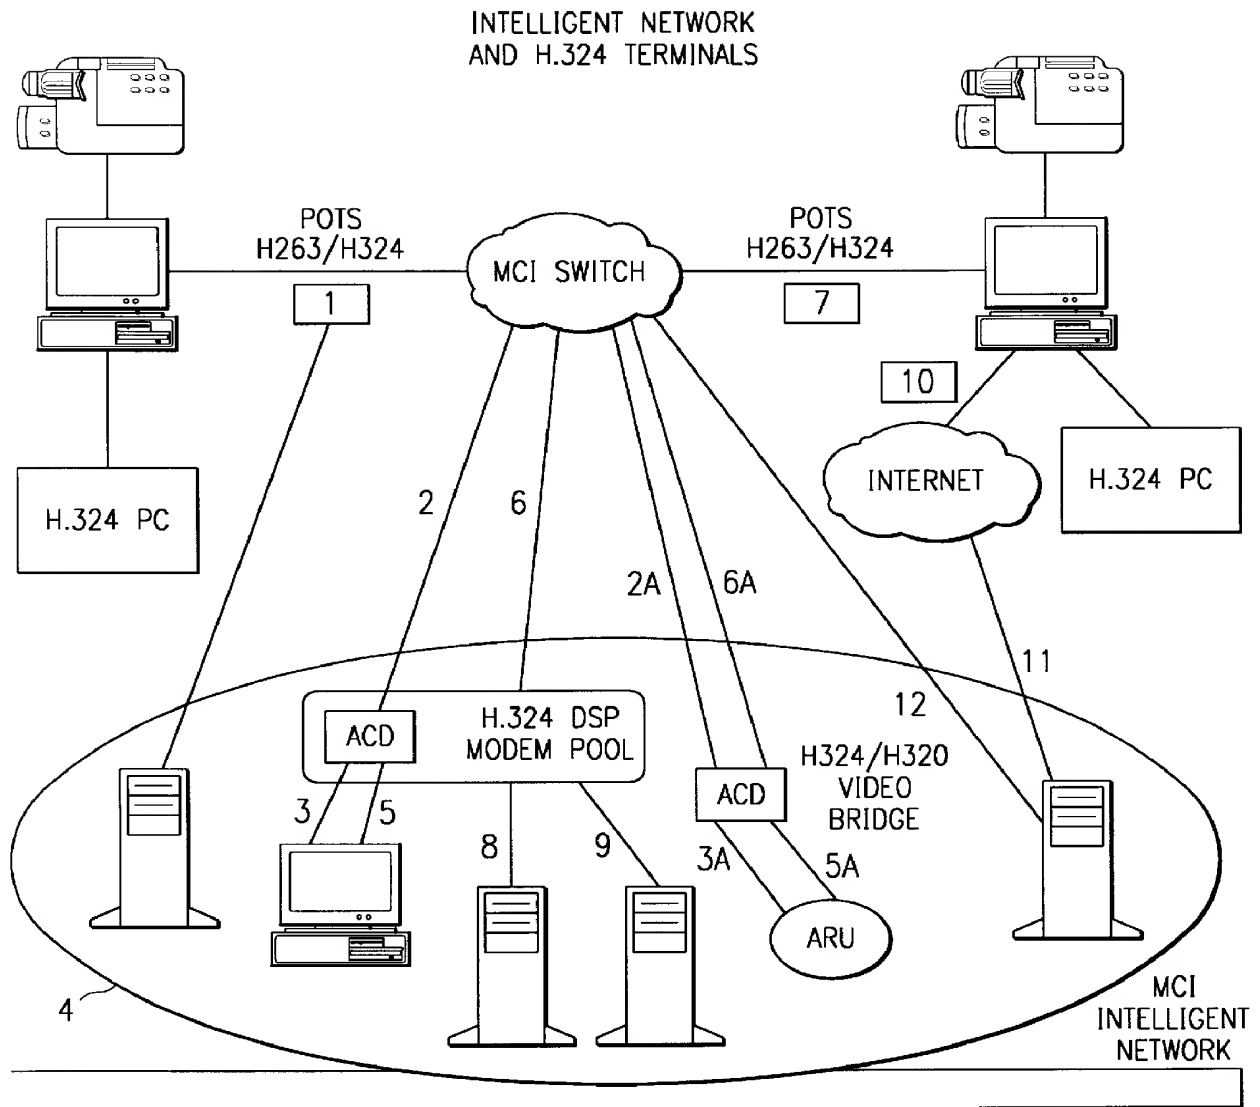 INTELLIGENT NETWORK
AND H.324 TERMINALS
POTS
H263/H324
MCI SWITCH
POTS
H263/H324
1
7
10
H.324 PC
INTERNET
H.324 PC
2
6
2A
6A
11
12
ACD
H.324 DSP
MODEM POOL
ACD
H324/H320
VIDEO
BRIDGE
3
5
8
9
3A
5A
ARU
4
MCI
INTELLIGENT
NETWORK